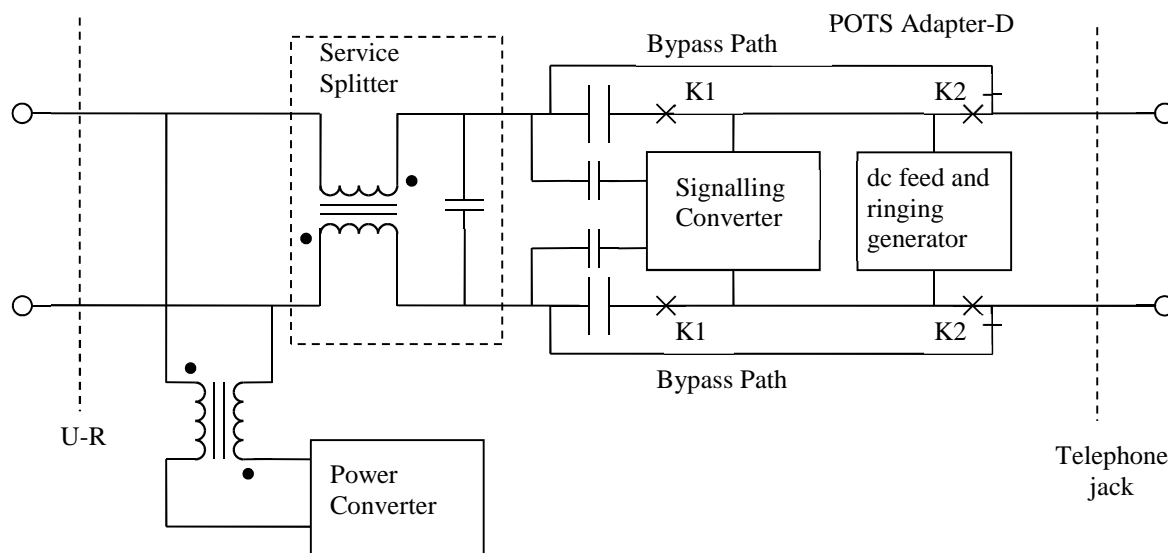 POTS Adapter-D
Bypass Path
Service
Splitter
K1
K2
Signalling
Converter
dc feed and
ringing
generator
K1
K2
Bypass Path
U-R
Power
Converter
Telephone
jack